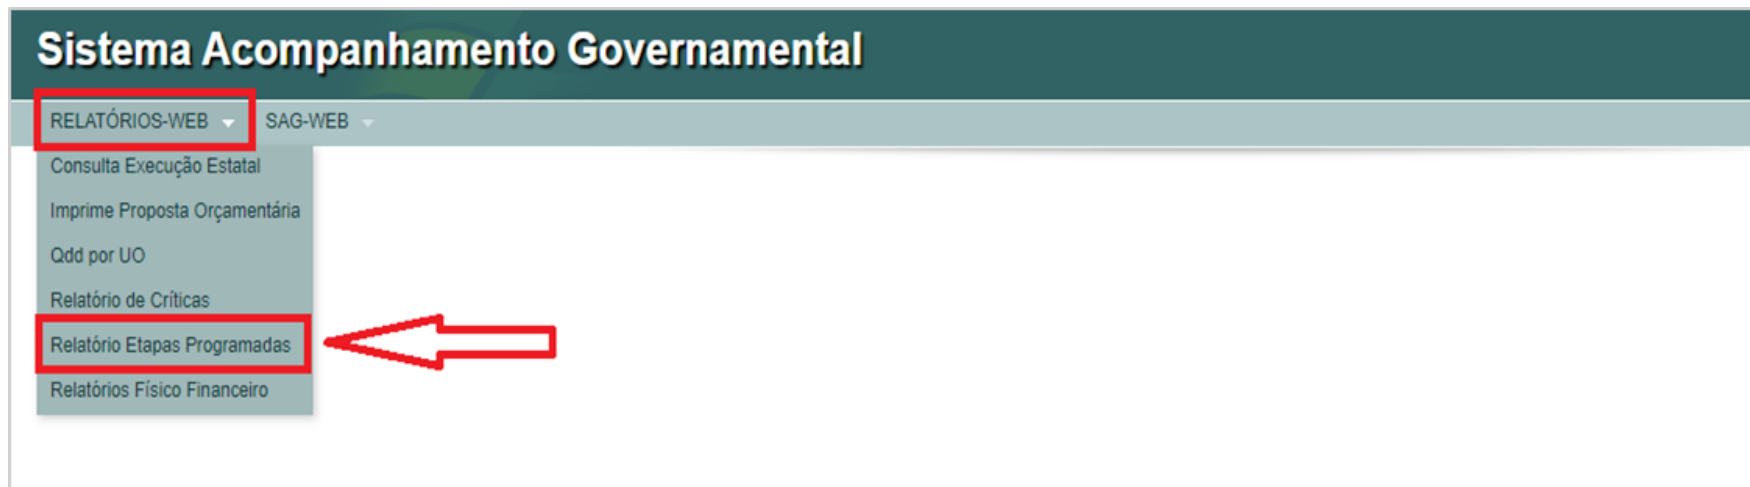 Sistema Acompanhamento Governamental
RELATÓRIOS-WEB SAG-WEB
Consulta Execução Estatal
Imprime Proposta Orçamentária
Qdd por UO
Relatório de Críticas
Relatório Etapas Programadas
Relatórios Físico Financeiro